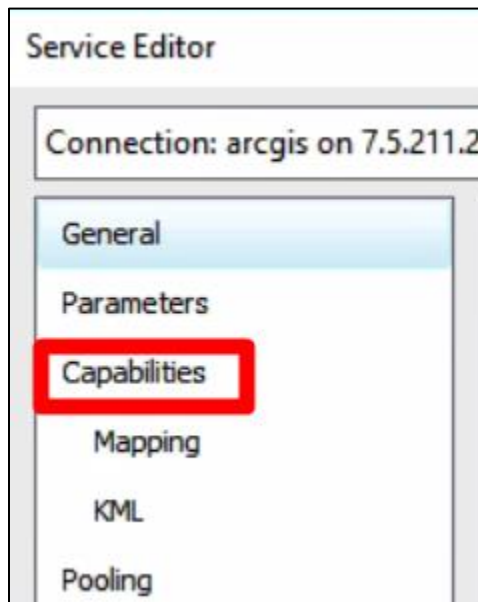 Service Editor
Connection: arcgis on 7.5.211.2
General
Parameters
Capabilities
Mapping
KML
Pooling